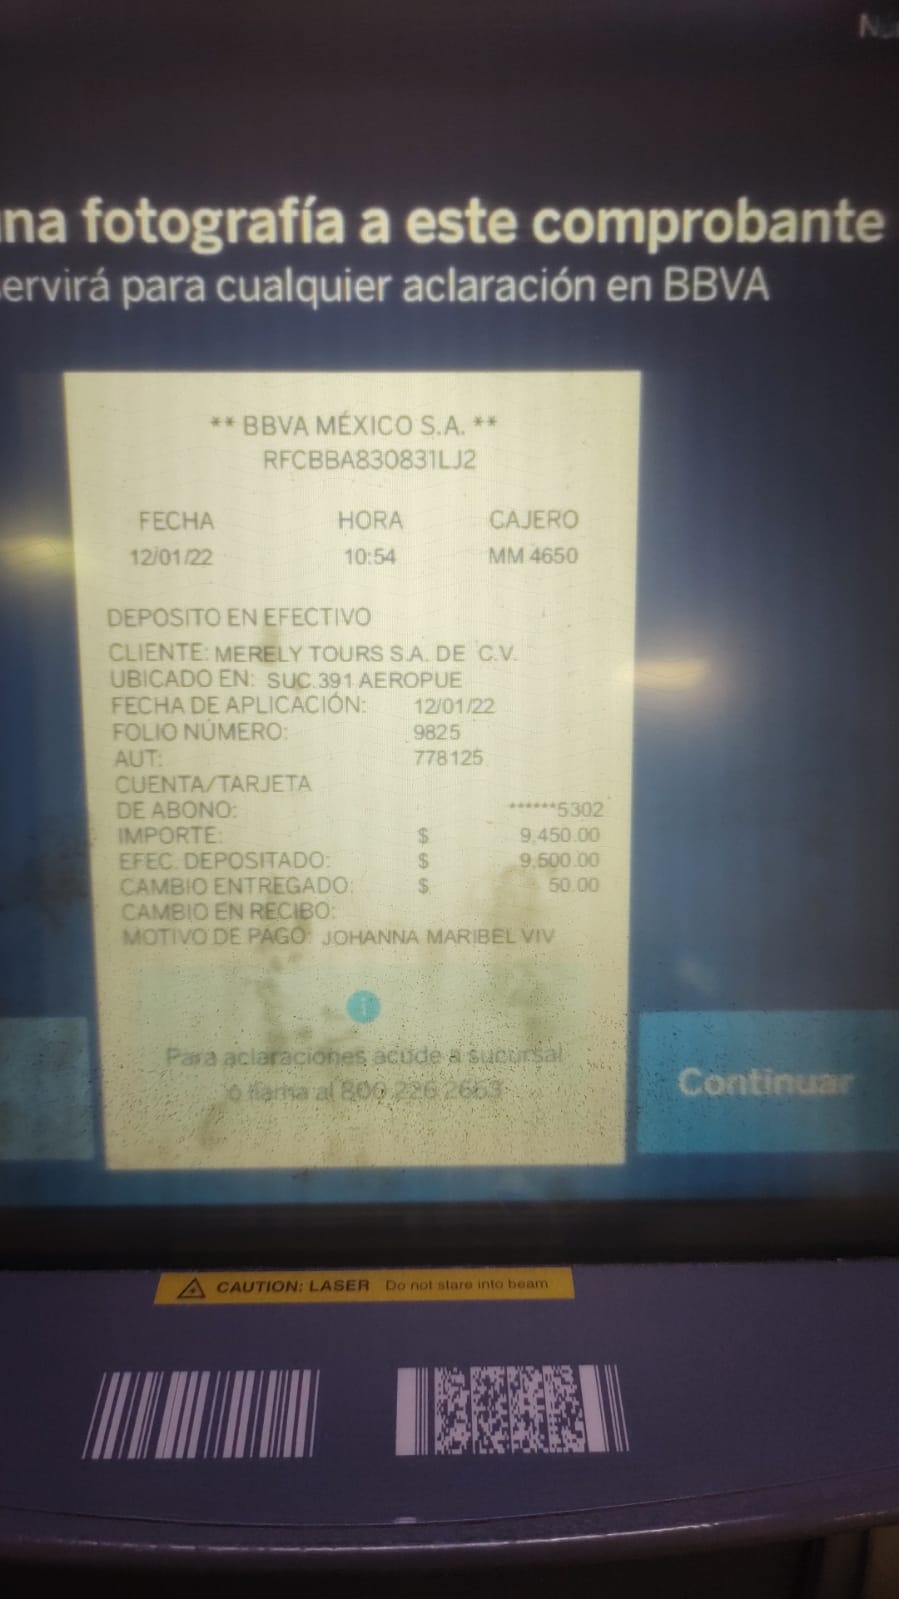 una fotografía a este comprobante
servirá para cualquier aclaración en BBVA
** BBVA MÉXICO S.A. **
RFCBBA830831LJ2
FECHA HORA CAJERO
12/01/22 10:54 MM 4650
DEPOSITO EN EFECTIVO
CLIENTE: MERELY TOURS S.A. DE C.V.
UBICADO EN: SUC.391 AEROPUE
FECHA DE APLICACIÓN: 12/01/22
FOLIO NÚMERO: 9825
AUT: 778125
CUENTA/TARJETA
DE ABONO: ******5302
IMPORTE: $ 9,450.00
EFEC. DEPOSITADO: $ 9,500.00
CAMBIO ENTREGADO: $ 50.00
CAMBIO EN RECIBO:
MOTIVO DE PAGO: JOHANNA MARIBEL VIV
Para aclaraciones acude a sucursal
ó llama al 800 226 2663
Continuar
CAUTION: LASER Do not stare into beam